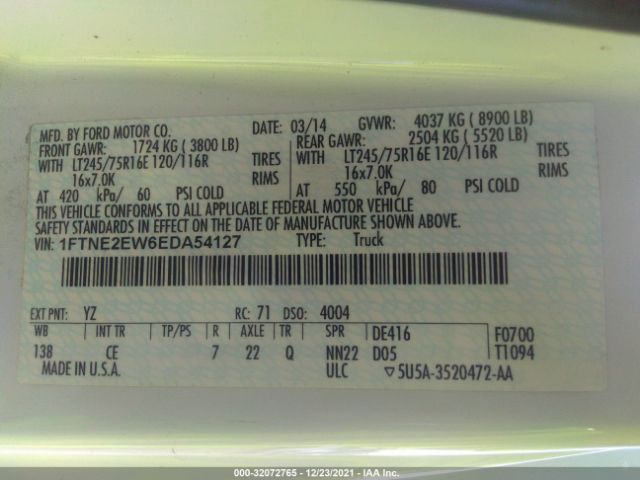 MFD. BY FORD MOTOR CO. DATE: 03/14 GVWR: 4037 KG ( 8900 LB)
FRONT GAWR: 1724 KG ( 3800 LB) REAR GAWR: 2504 KG ( 5520 LB)
WITH LT245/75R16E 120/116R TIRES WITH LT245/75R16E 120/116R TIRES
16x7.0K RIMS 16x7.0K RIMS
AT 420 kPa/ 60 PSI COLD AT 550 kPa/ 80 PSI COLD
THIS VEHICLE CONFORMS TO ALL APPLICABLE FEDERAL MOTOR VEHICLE
SAFETY STANDARDS IN EFFECT ON THE DATE OF MANUFACTURE SHOWN ABOVE.
VIN: 1FTNE2EW6EDA54127 TYPE: Truck
EXT PNT: YZ RC: 71 DSO: 4004
WB INT TR TP/PS R AXLE TR SPR DE416 F0700
138 CE 7 22 Q NN22 D05 T1094
MADE IN U.S.A. ULC ▽5U5A-3520472-AA
000-32072765 - 12/23/2021 - IAA Inc.